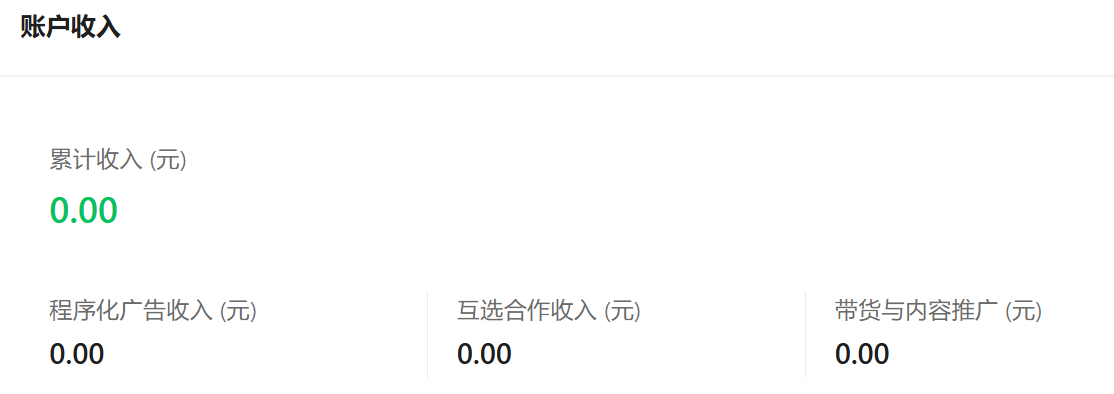 账户收入
累计收入 (元)
0.00
程序化广告收入 (元)
互选合作收入 (元)
带货与内容推广 (元)
0.00
0.00
0.00